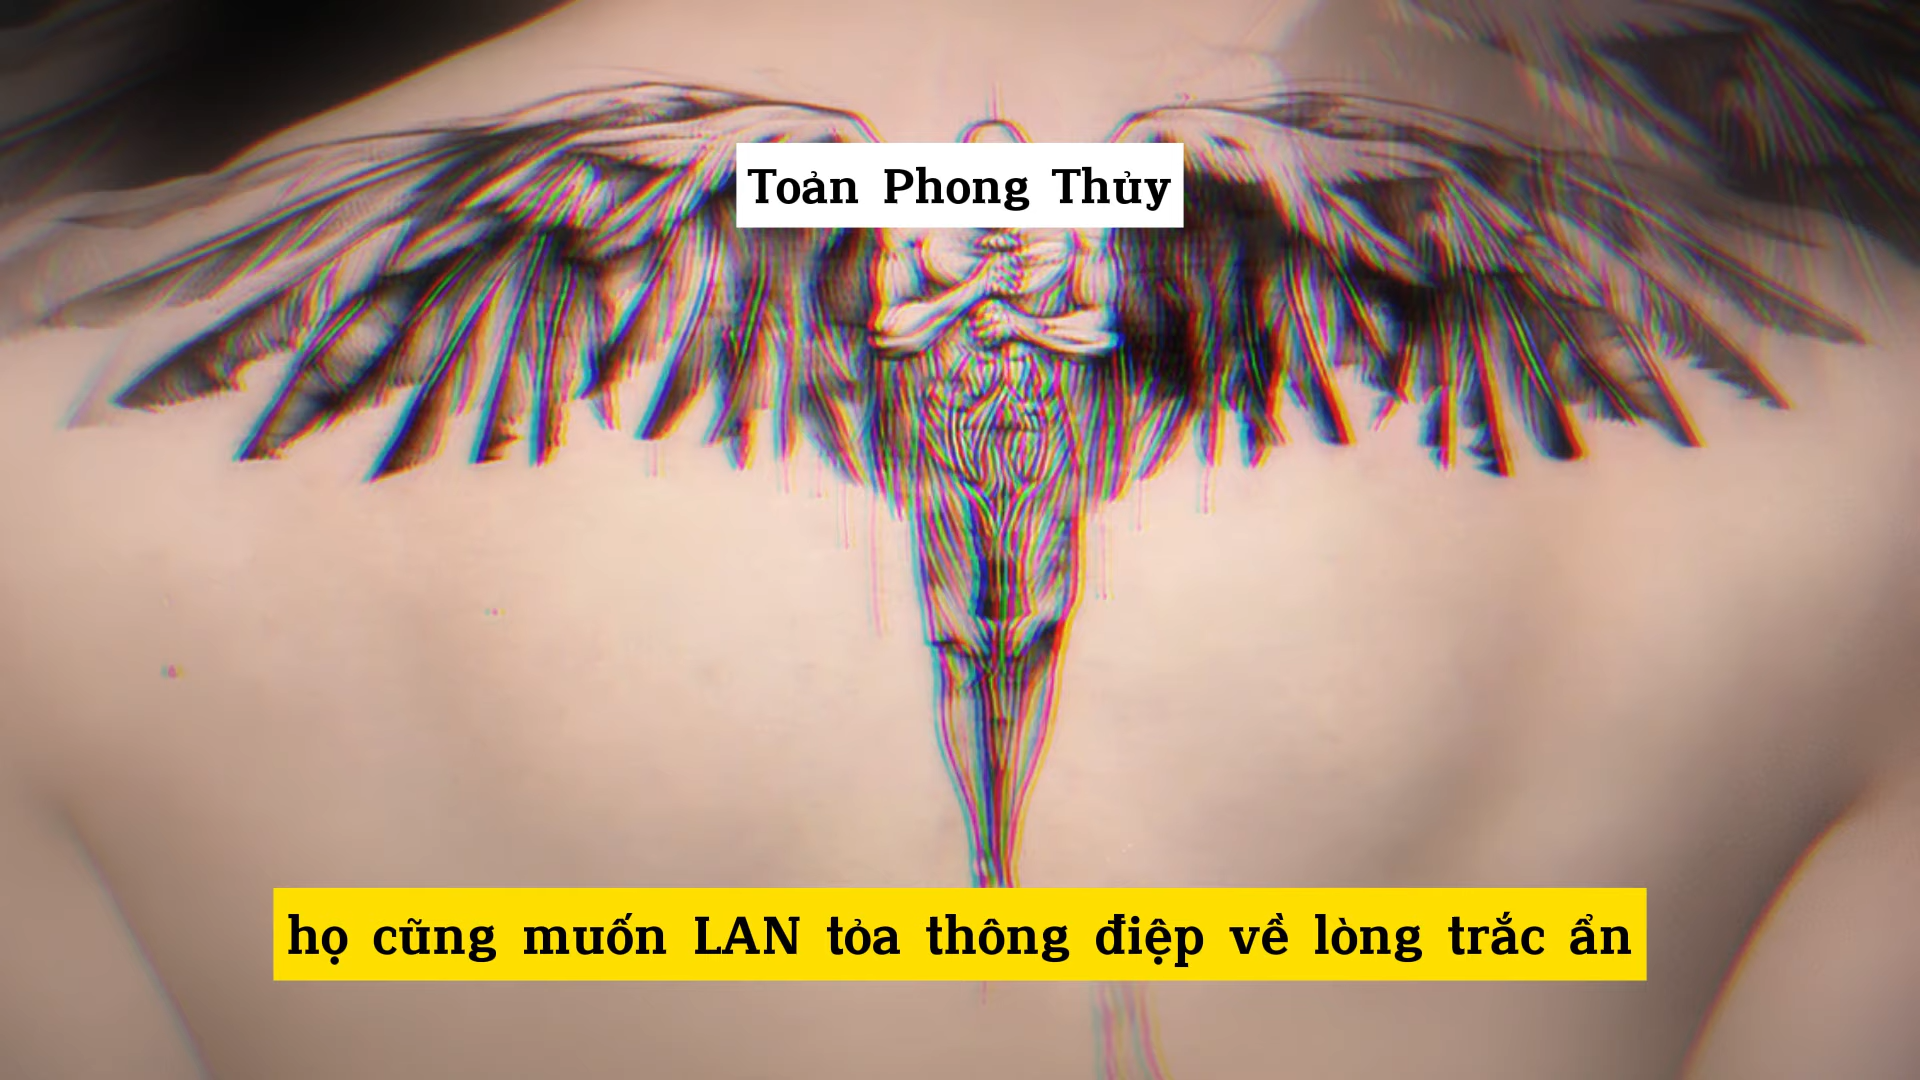 Toản Phong Thủy
họ cũng muốn LAN tỏa thông điệp về lòng trắc ẩn